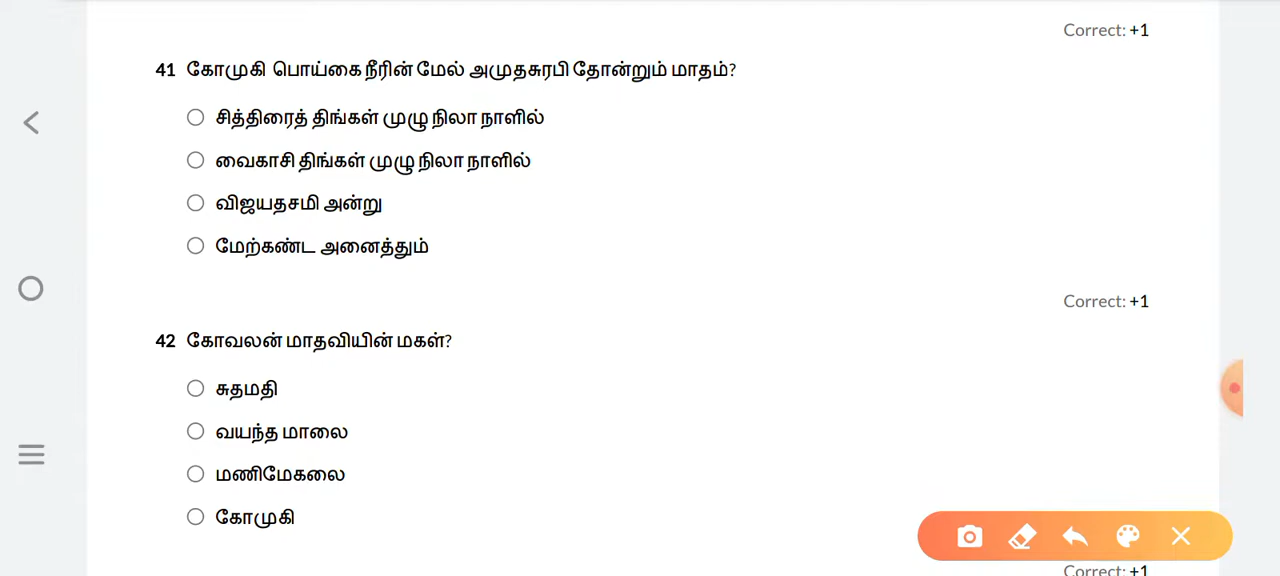 Correct: +1
41 கோமுகி பொய்கை நீரின் மேல் அமுதசுரபி தோன்றும் மாதம்?
சித்திரைத் திங்கள் முழு நிலா நாளில்
வைகாசி திங்கள் முழு நிலா நாளில்
விஜயதசமி அன்று
மேற்கண்ட அனைத்தும்
Correct: +1
42 கோவலன் மாதவியின் மகள்?
சுதமதி
வயந்த மாலை
மணிமேகலை
கோமுகி
Correct: +1